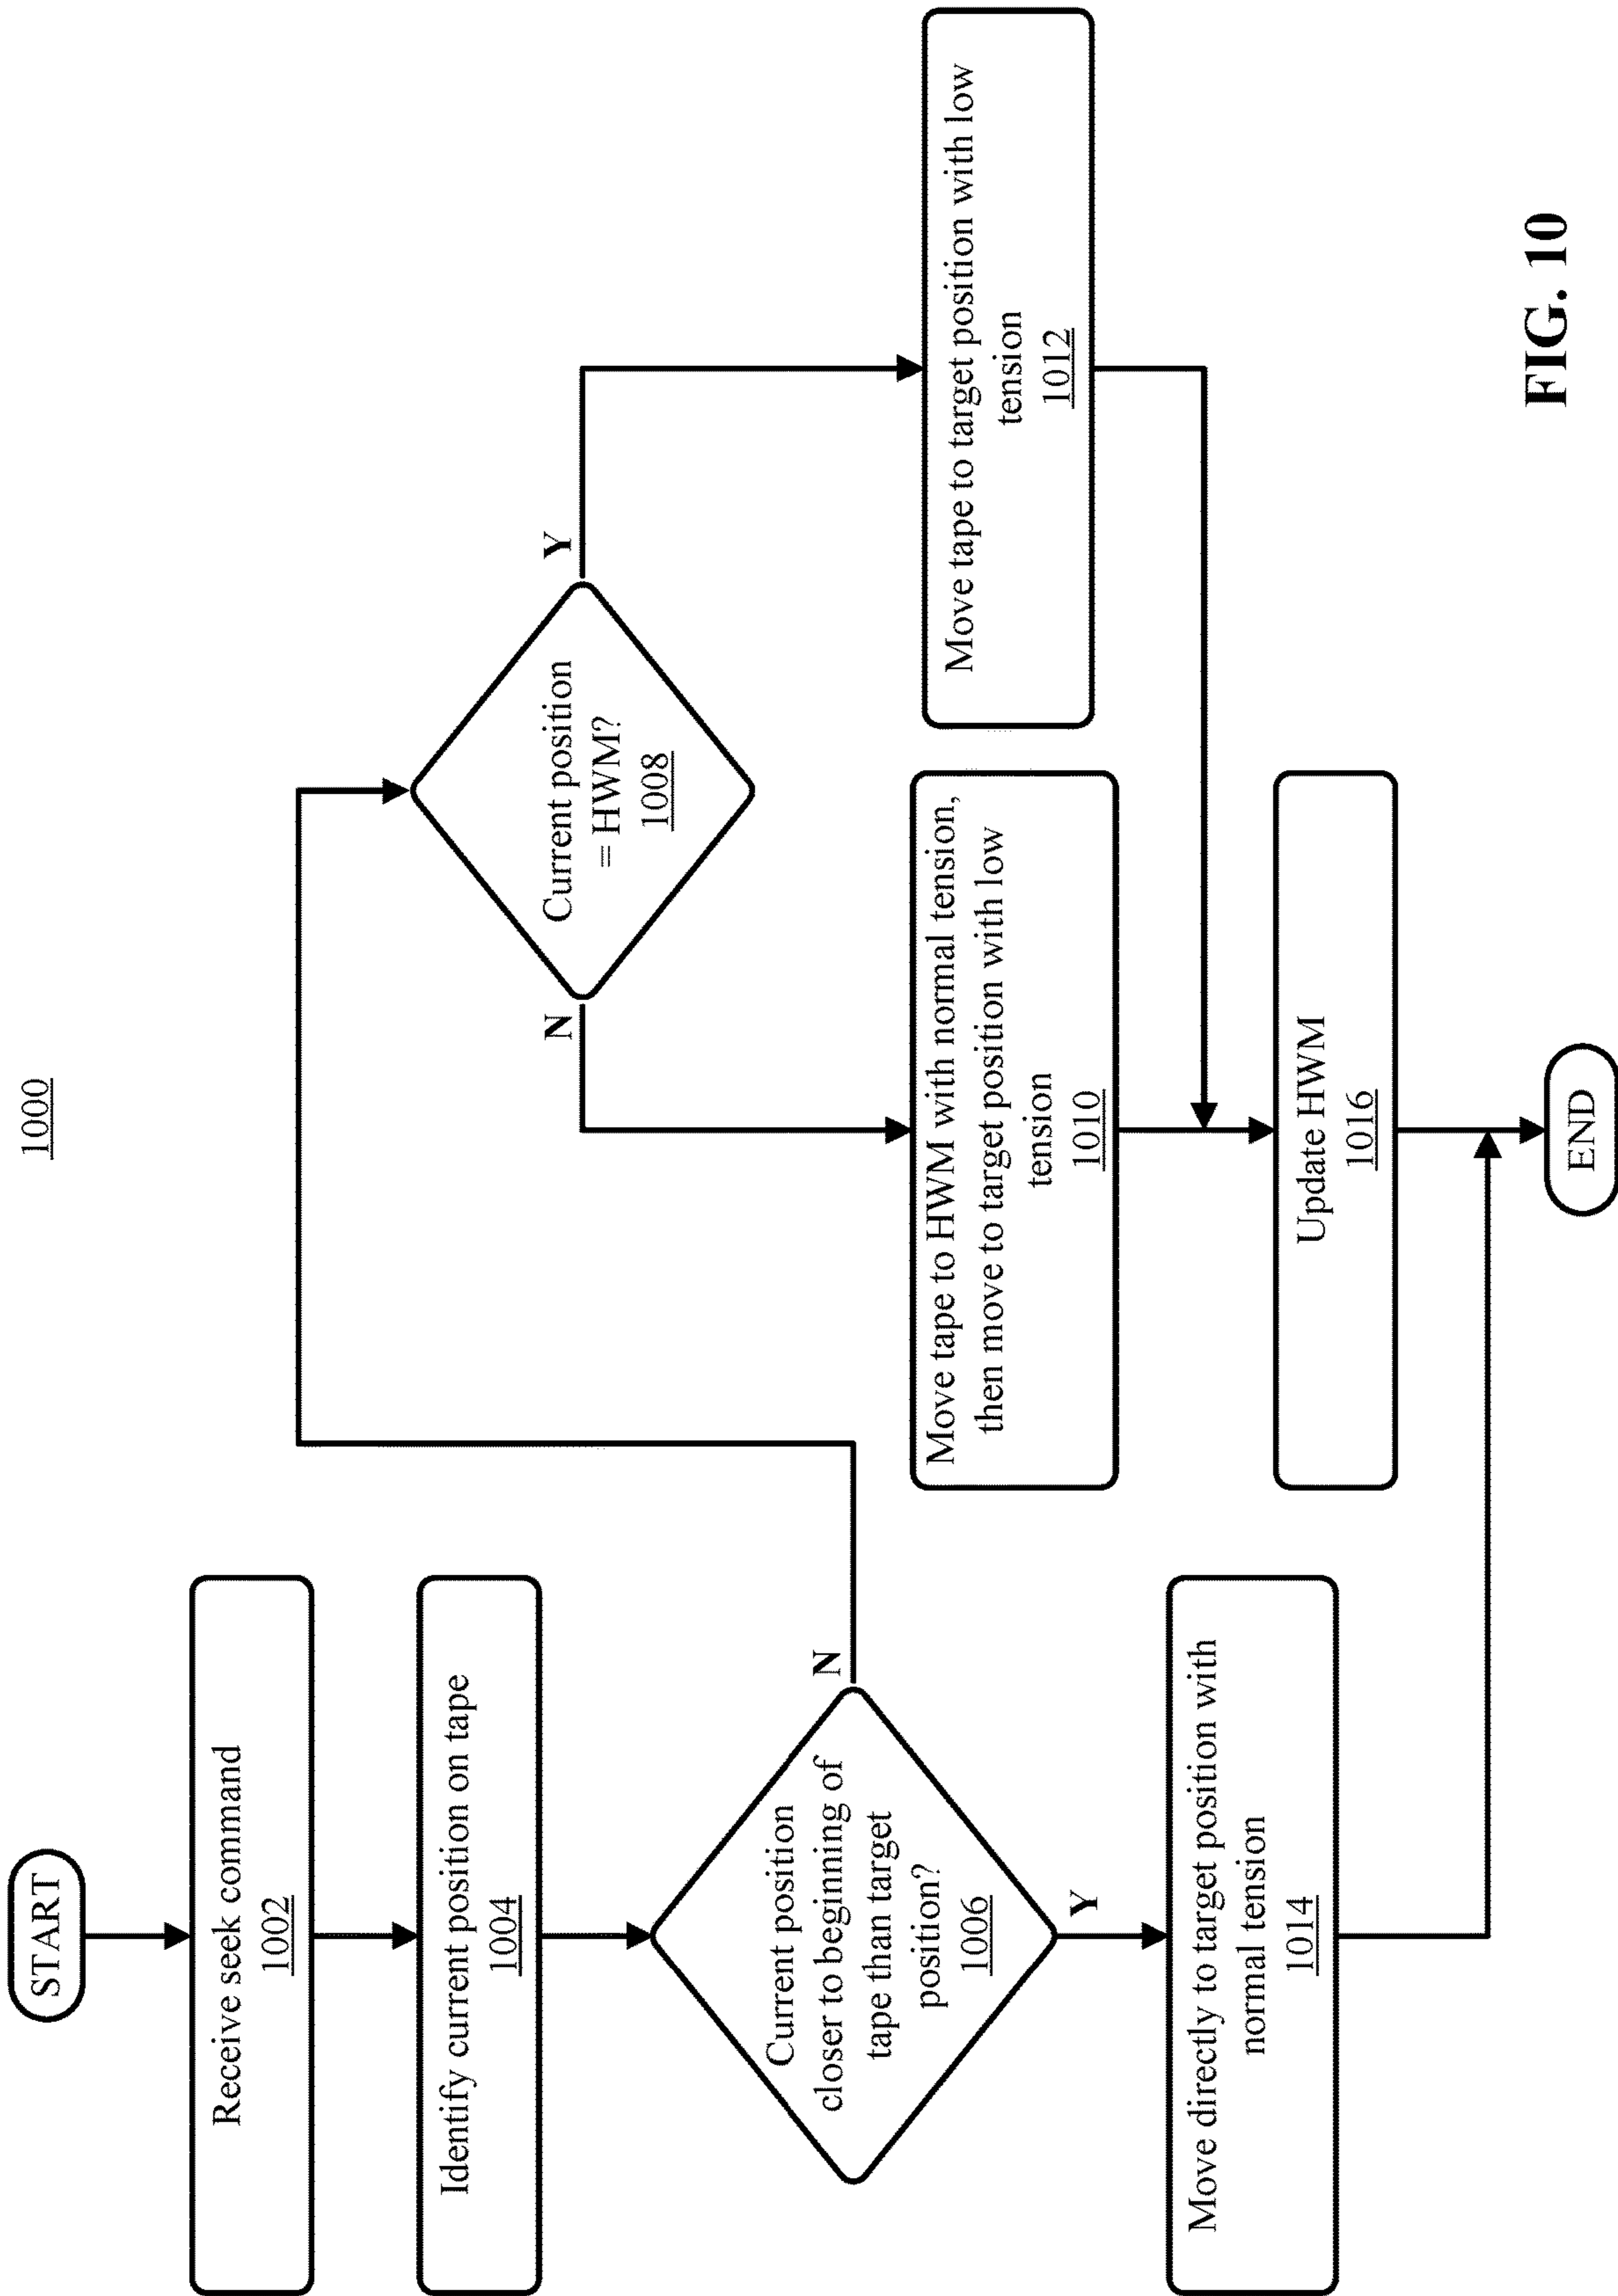 1000
START
Receive seek command
1002
Identify current position on tape
1004
Current position
closer to beginning of
tape than target
position?
1006
N
Y
Move directly to target position with
normal tension
1014
Current position
= HWM?
1008
N
Y
Move tape to HWM with normal tension,
then move to target position with low
tension
1010
Move tape to target position with low
tension
1012
Update HWM
1016
END
FIG. 10